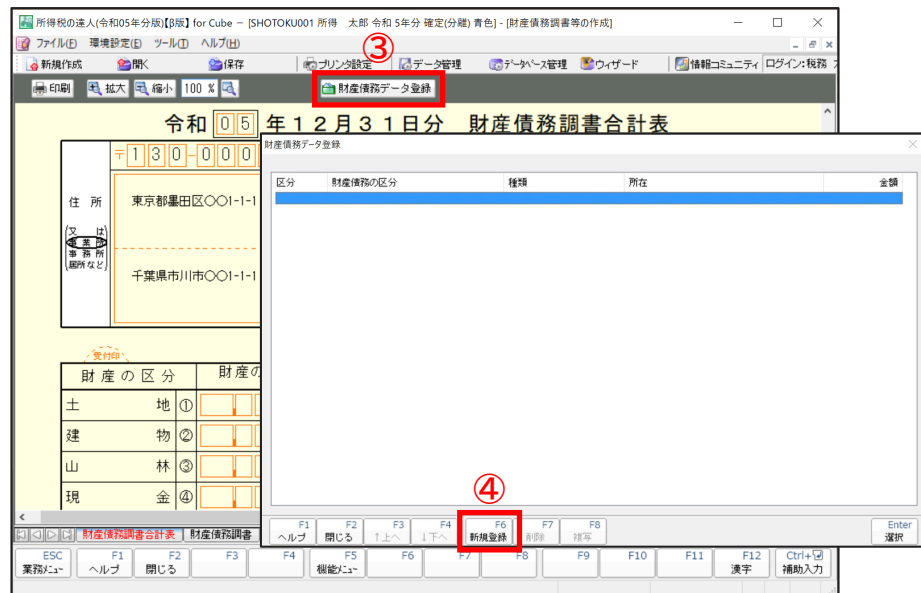 所得税の達人(令和05年分版)【β版】 for Cube － [SHOTOKU001 所得　太郎 令和 5年分 確定(分離) 青色] - [財産債務調書等の作成]
ファイル(F) 環境設定(E) ツール(T) ヘルプ(H)
③
新規作成 開く 保存 プリンタ設定 データ管理 データベース管理 ウィザード 情報コミュニティ ログイン:税務
印刷 拡大 縮小 100 % 財産債務データ登録
令和 05 年12月31日分　財産債務調書合計表
財産債務データ登録
〒130-000
区分 財産債務の区分 種類 所在 金額
住　所
東京都墨田区〇〇1-1-1
(又　は
事業所
事務所
居所など)
千葉県市川市〇〇1-1-1
受付印
財産の区分 財産の
土　地 ①
建　物 ②
山　林 ③
現　金 ④
④
F1 F2 F3 F4 F6 F7 F8 Enter
ヘルプ 閉じる ↑上へ ↓下へ 新規登録 削除 複写 選択
財産債務調書合計表 財産債務調書
ESC F1 F2 F3 F4 F5 F6 F7 F8 F9 F10 F11 F12 Ctrl+
業務メニュー ヘルプ 閉じる 機能メニュー 漢字 補助入力